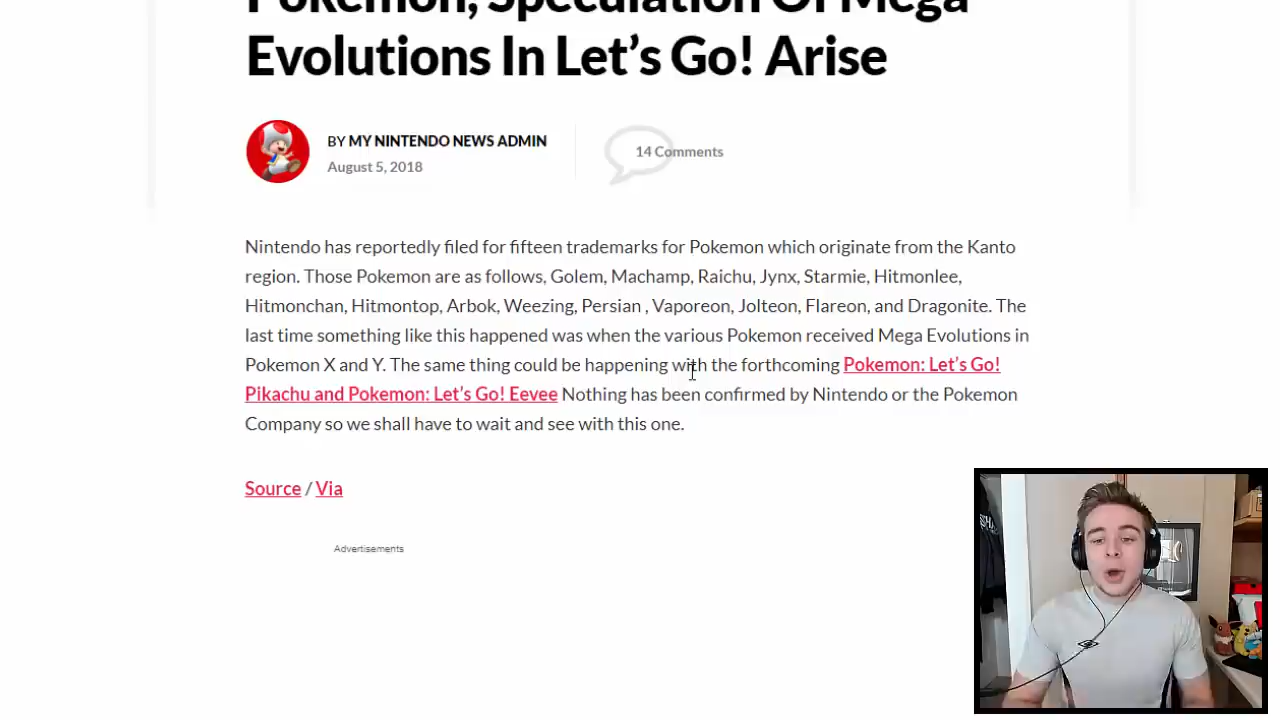 Pokemon, Speculation Of Mega
Evolutions In Let’s Go! Arise
BY MY NINTENDO NEWS ADMIN
August 5, 2018
14 Comments
Nintendo has reportedly filed for fifteen trademarks for Pokemon which originate from the Kanto
region. Those Pokemon are as follows, Golem, Machamp, Raichu, Jynx, Starmie, Hitmonlee,
Hitmonchan, Hitmontop, Arbok, Weezing, Persian , Vaporeon, Jolteon, Flareon, and Dragonite. The
last time something like this happened was when the various Pokemon received Mega Evolutions in
Pokemon X and Y. The same thing could be happening with the forthcoming Pokemon: Let’s Go!
Pikachu and Pokemon: Let’s Go! Eevee Nothing has been confirmed by Nintendo or the Pokemon
Company so we shall have to wait and see with this one.
Source / Via
Advertisements